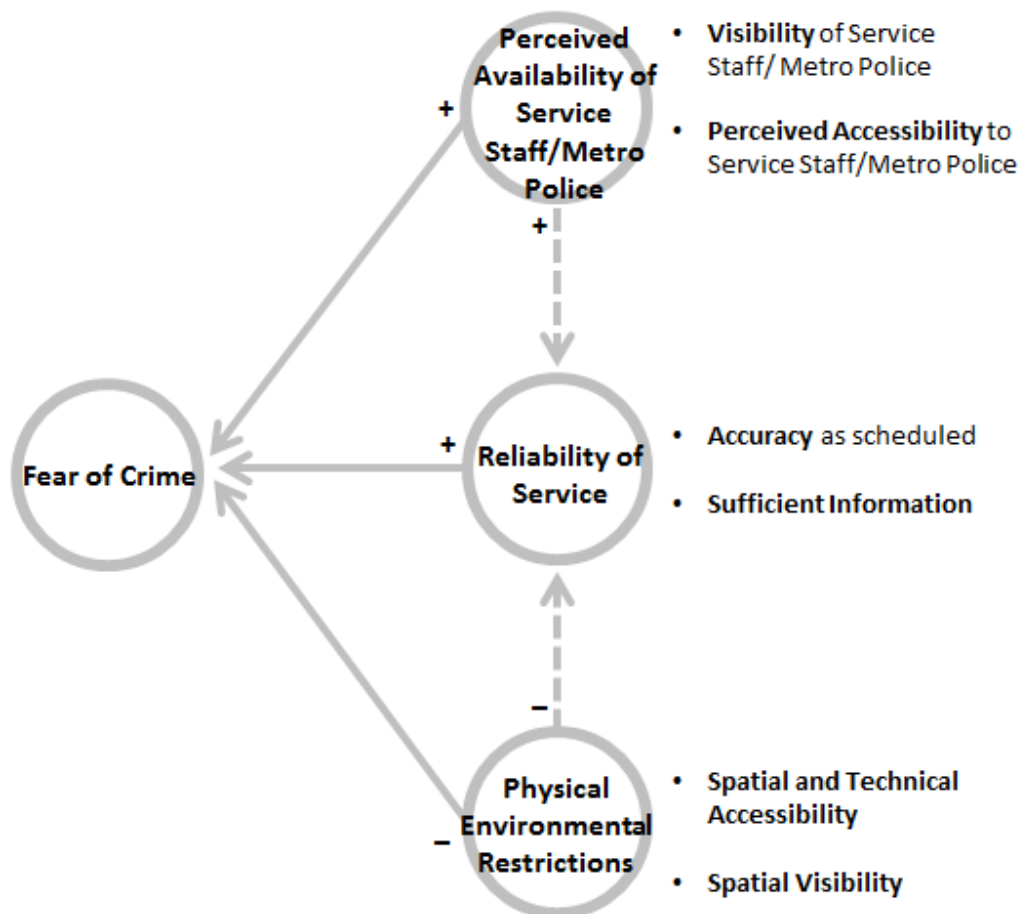 Perceived
Availability of
Service
Staff/Metro
Police
• Visibility of Service
Staff/ Metro Police
• Perceived Accessibility to
Service Staff/Metro Police
+
+
Fear of Crime
+
Reliability of
Service
• Accuracy as scheduled
• Sufficient Information
–
–
Physical
Environmental
Restrictions
• Spatial and Technical
Accessibility
• Spatial Visibility